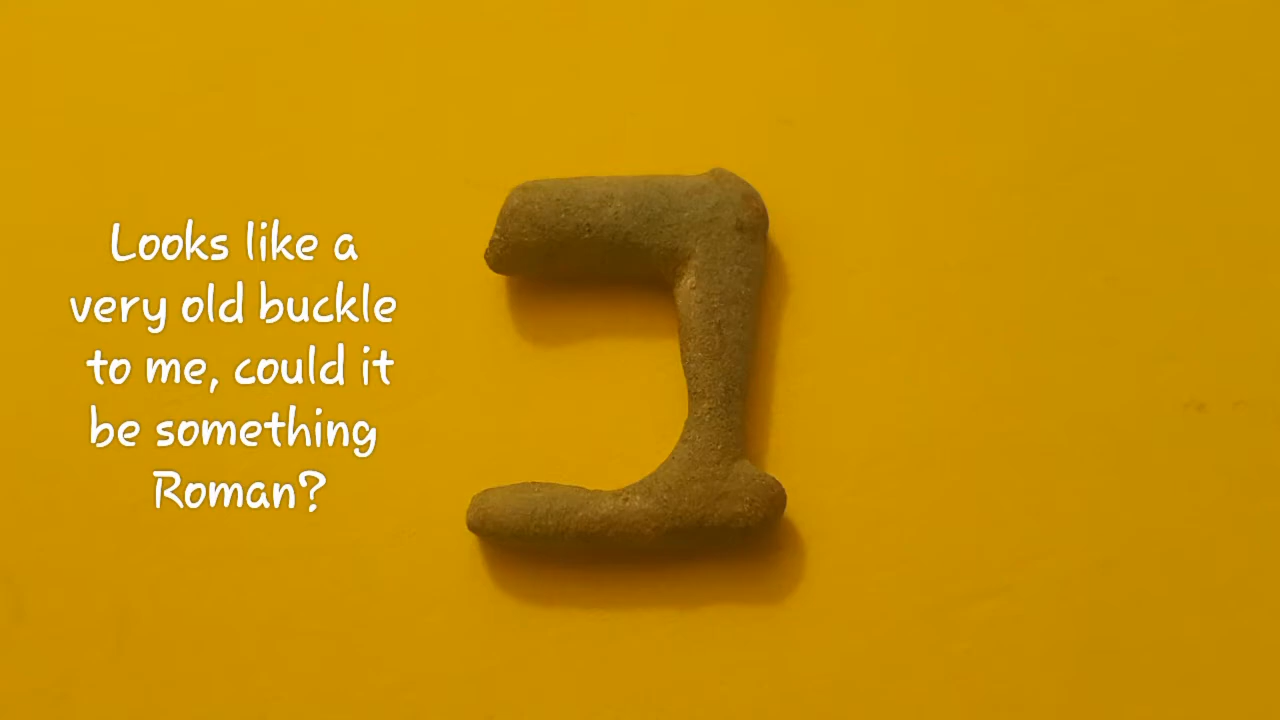 Looks like a
very old buckle
to me, could it
be something
Roman?